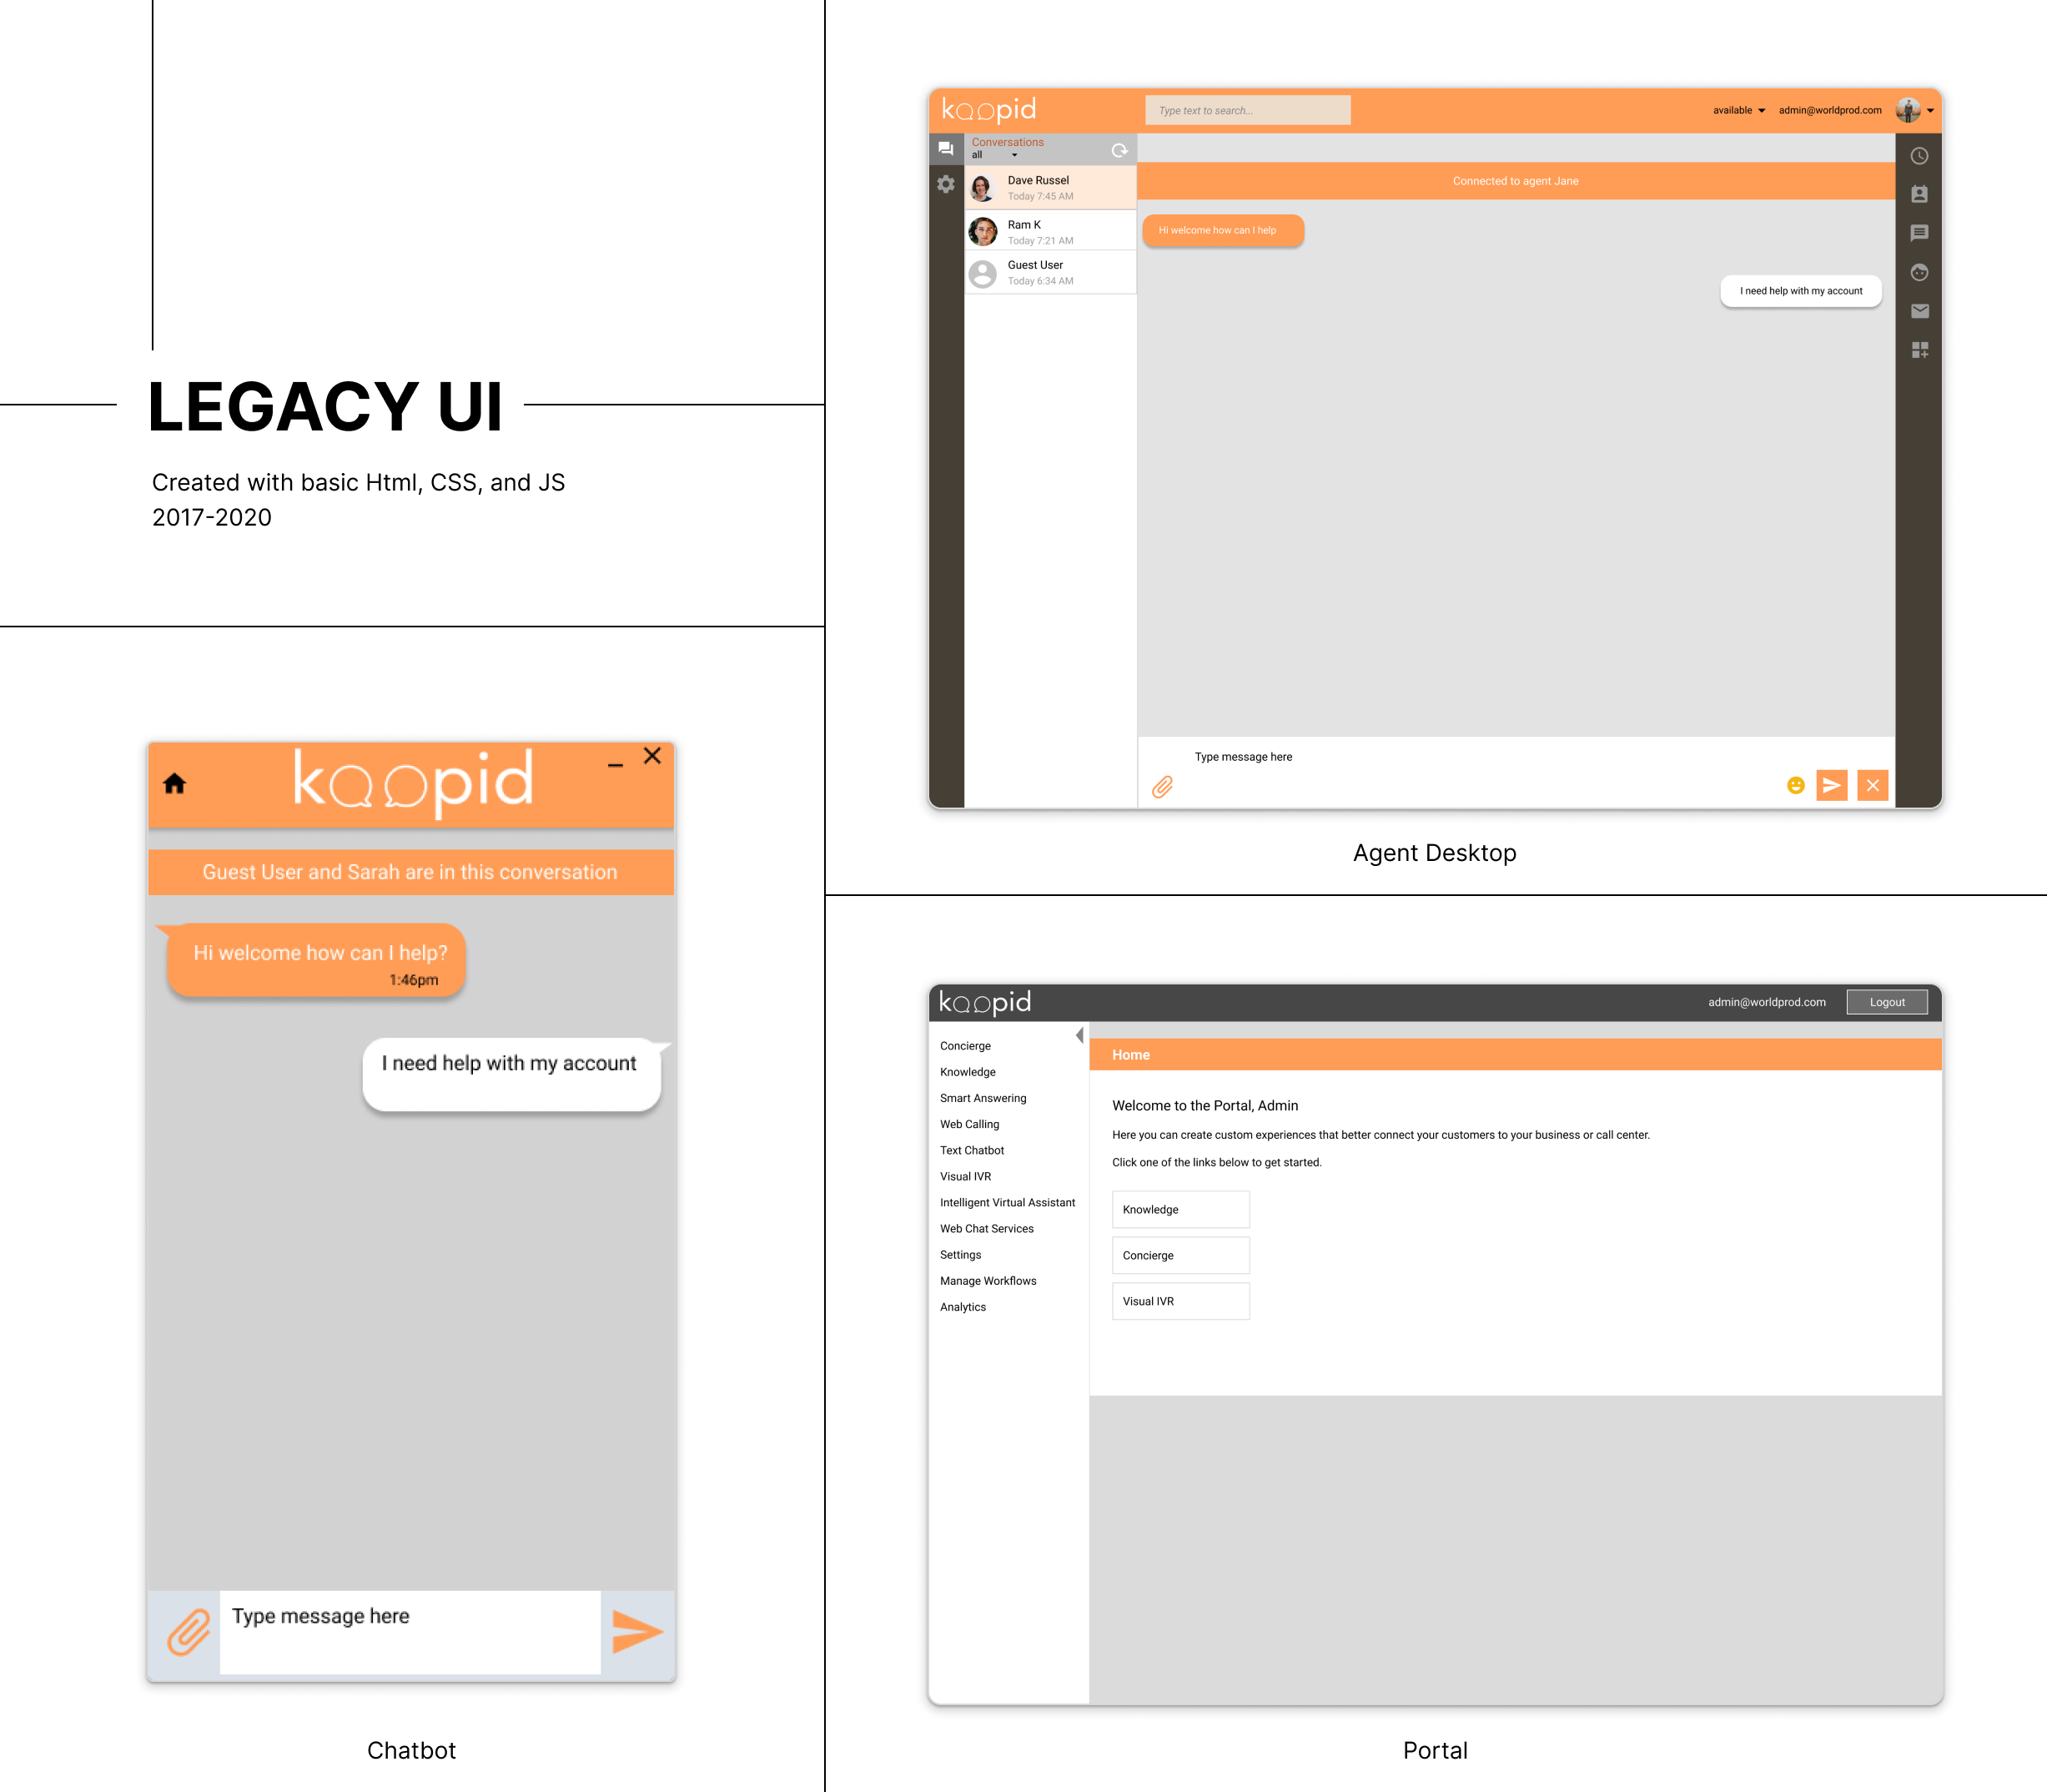 LEGACY UI
Created with basic Html, CSS, and JS
2017-2020
koopid
Type text to search...
available
admin@worldprod.com
Conversations
all
Dave Russel
Today 7:45 AM
Ram K
Today 7:21 AM
Guest User
Today 6:34 AM
Connected to agent Jane
Hi welcome how can I help
I need help with my account
Type message here
Agent Desktop
koopid
Guest User and Sarah are in this conversation
Hi welcome how can I help?
1:46pm
I need help with my account
Type message here
Chatbot
koopid
admin@worldprod.com
Logout
Concierge
Knowledge
Smart Answering
Web Calling
Text Chatbot
Visual IVR
Intelligent Virtual Assistant
Web Chat Services
Settings
Manage Workflows
Analytics
Home
Welcome to the Portal, Admin
Here you can create custom experiences that better connect your customers to your business or call center.
Click one of the links below to get started.
Knowledge
Concierge
Visual IVR
Portal